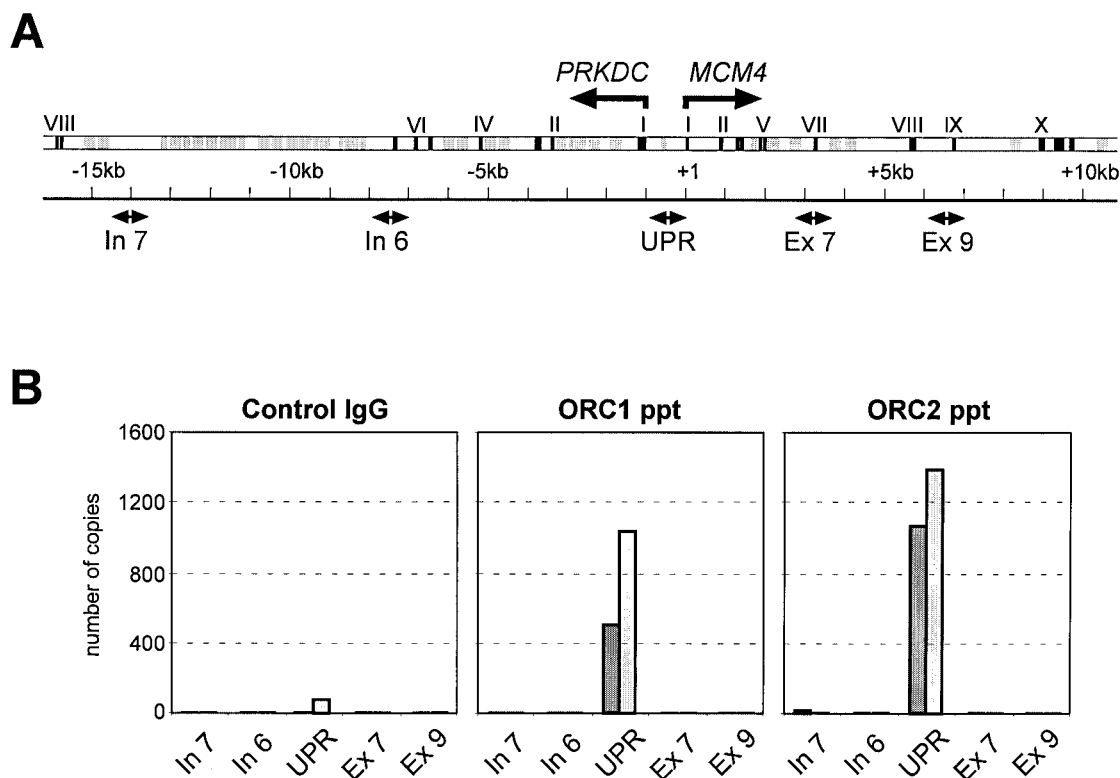 A
PRKDC MCM4
VIII VI IV II I I II V VII VIII IX X
-15kb -10kb -5kb +1 +5kb +10kb
In 7 In 6 UPR Ex 7 Ex 9
B
Control IgG ORC1 ppt ORC2 ppt
number of copies
1600
1200
800
400
0
In 7 In 6 UPR Ex 7 Ex 9 In 7 In 6 UPR Ex 7 Ex 9 In 7 In 6 UPR Ex 7 Ex 9